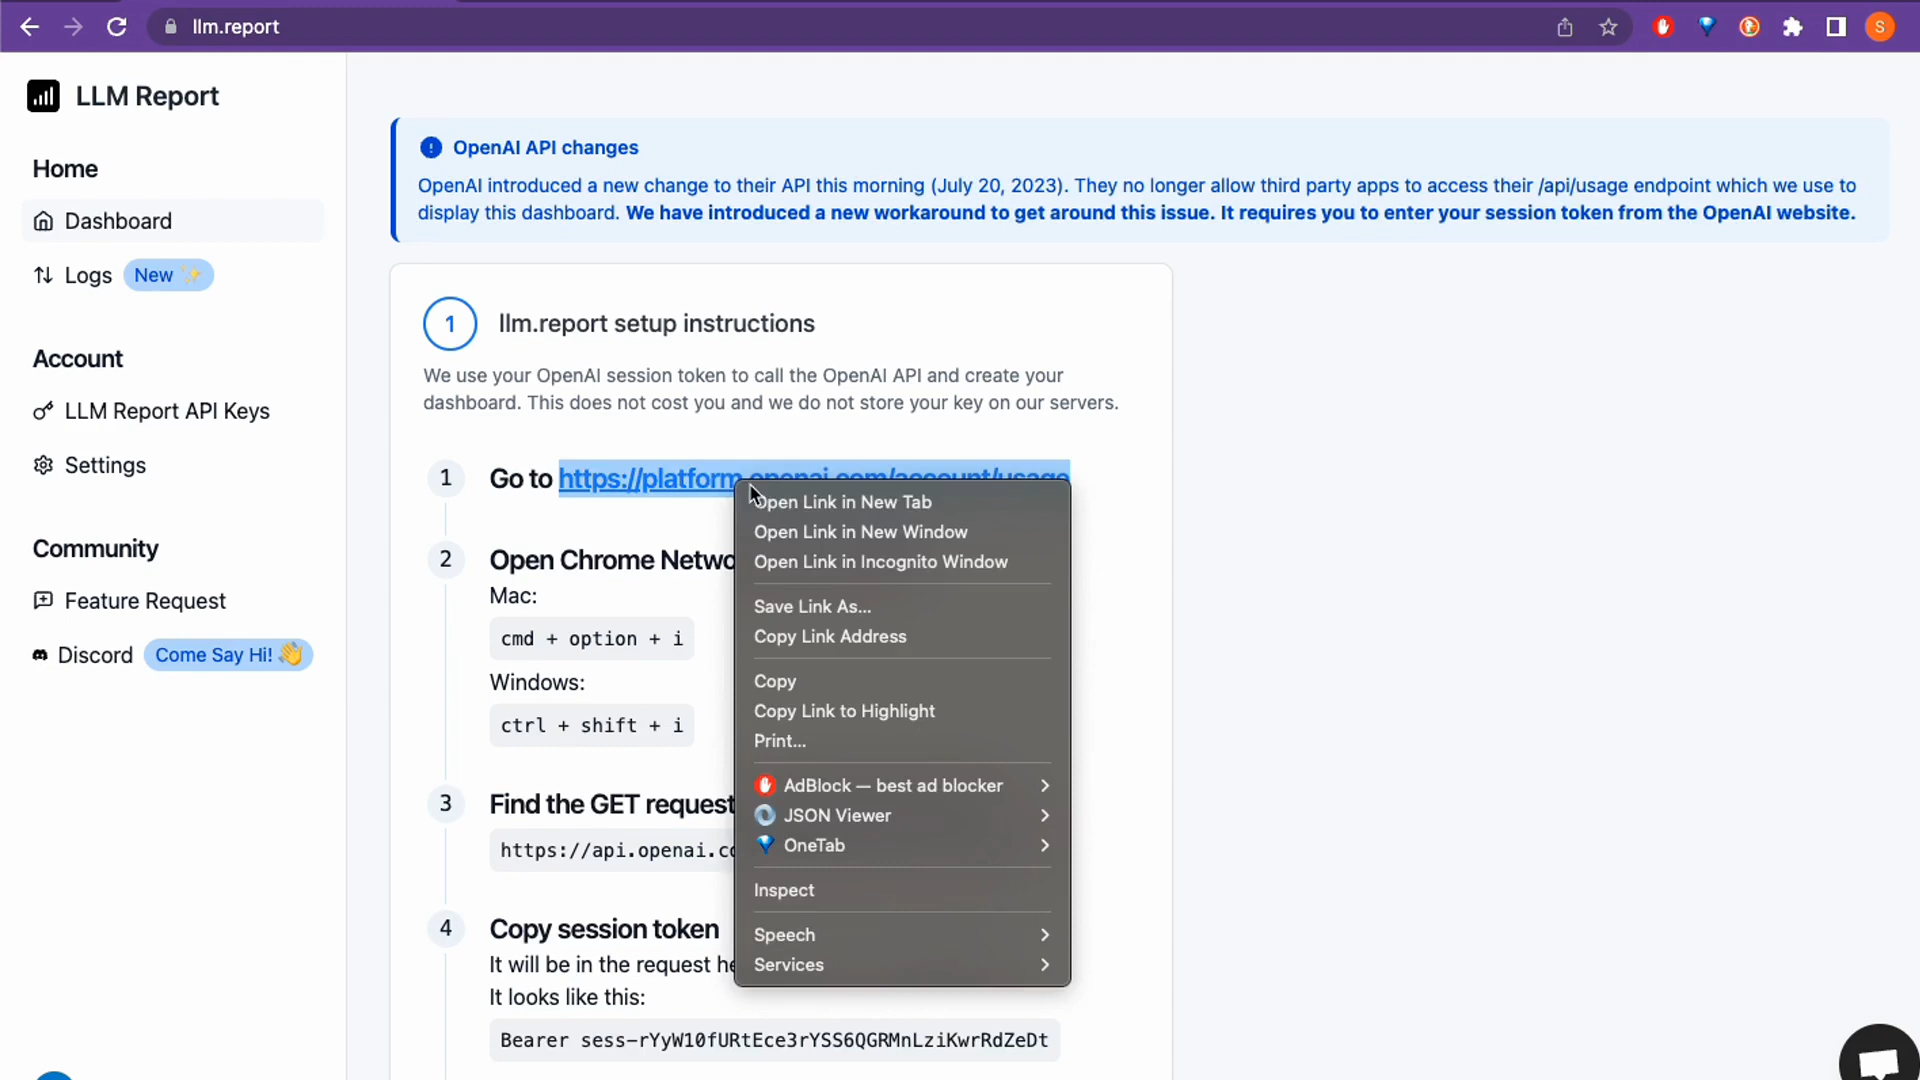 llm.report
S
LLM Report
Home
Dashboard
Logs New
Account
LLM Report API Keys
Settings
Community
Feature Request
Discord Come Say Hi!
OpenAI API changes
OpenAI introduced a new change to their API this morning (July 20, 2023). They no longer allow third party apps to access their /api/usage endpoint which we use to
display this dashboard. We have introduced a new workaround to get around this issue. It requires you to enter your session token from the OpenAI website.
1 llm.report setup instructions
We use your OpenAI session token to call the OpenAI API and create your
dashboard. This does not cost you and we do not store your key on our servers.
1 Go to https://platform.openai.com/account/usage
2 Open Chrome Netwo
Mac:
cmd + option + i
Windows:
ctrl + shift + i
3 Find the GET request
https://api.openai.co
4 Copy session token
It will be in the request he
It looks like this:
Bearer sess-rYyW10fURtEce3rYSS6QGRMnLziKwrRdZeDt
Open Link in New Tab
Open Link in New Window
Open Link in Incognito Window
Save Link As...
Copy Link Address
Copy
Copy Link to Highlight
Print...
AdBlock — best ad blocker
JSON Viewer
OneTab
Inspect
Speech
Services